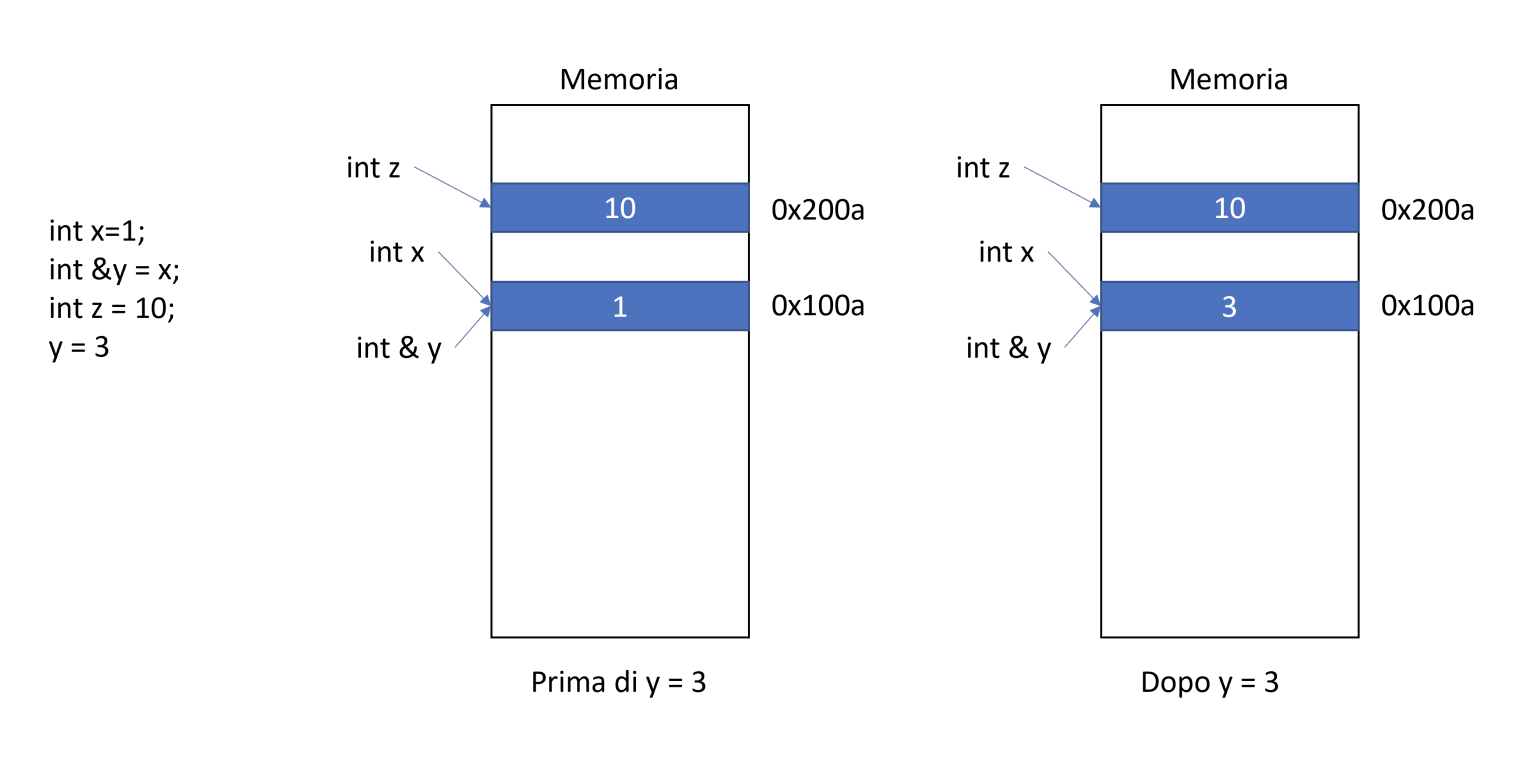 int x=1;
int &y = x;
int z = 10;
y = 3
Memoria
int z
10
0x200a
int x
1
0x100a
int & y
Prima di y = 3
Memoria
int z
10
0x200a
int x
3
0x100a
int & y
Dopo y = 3